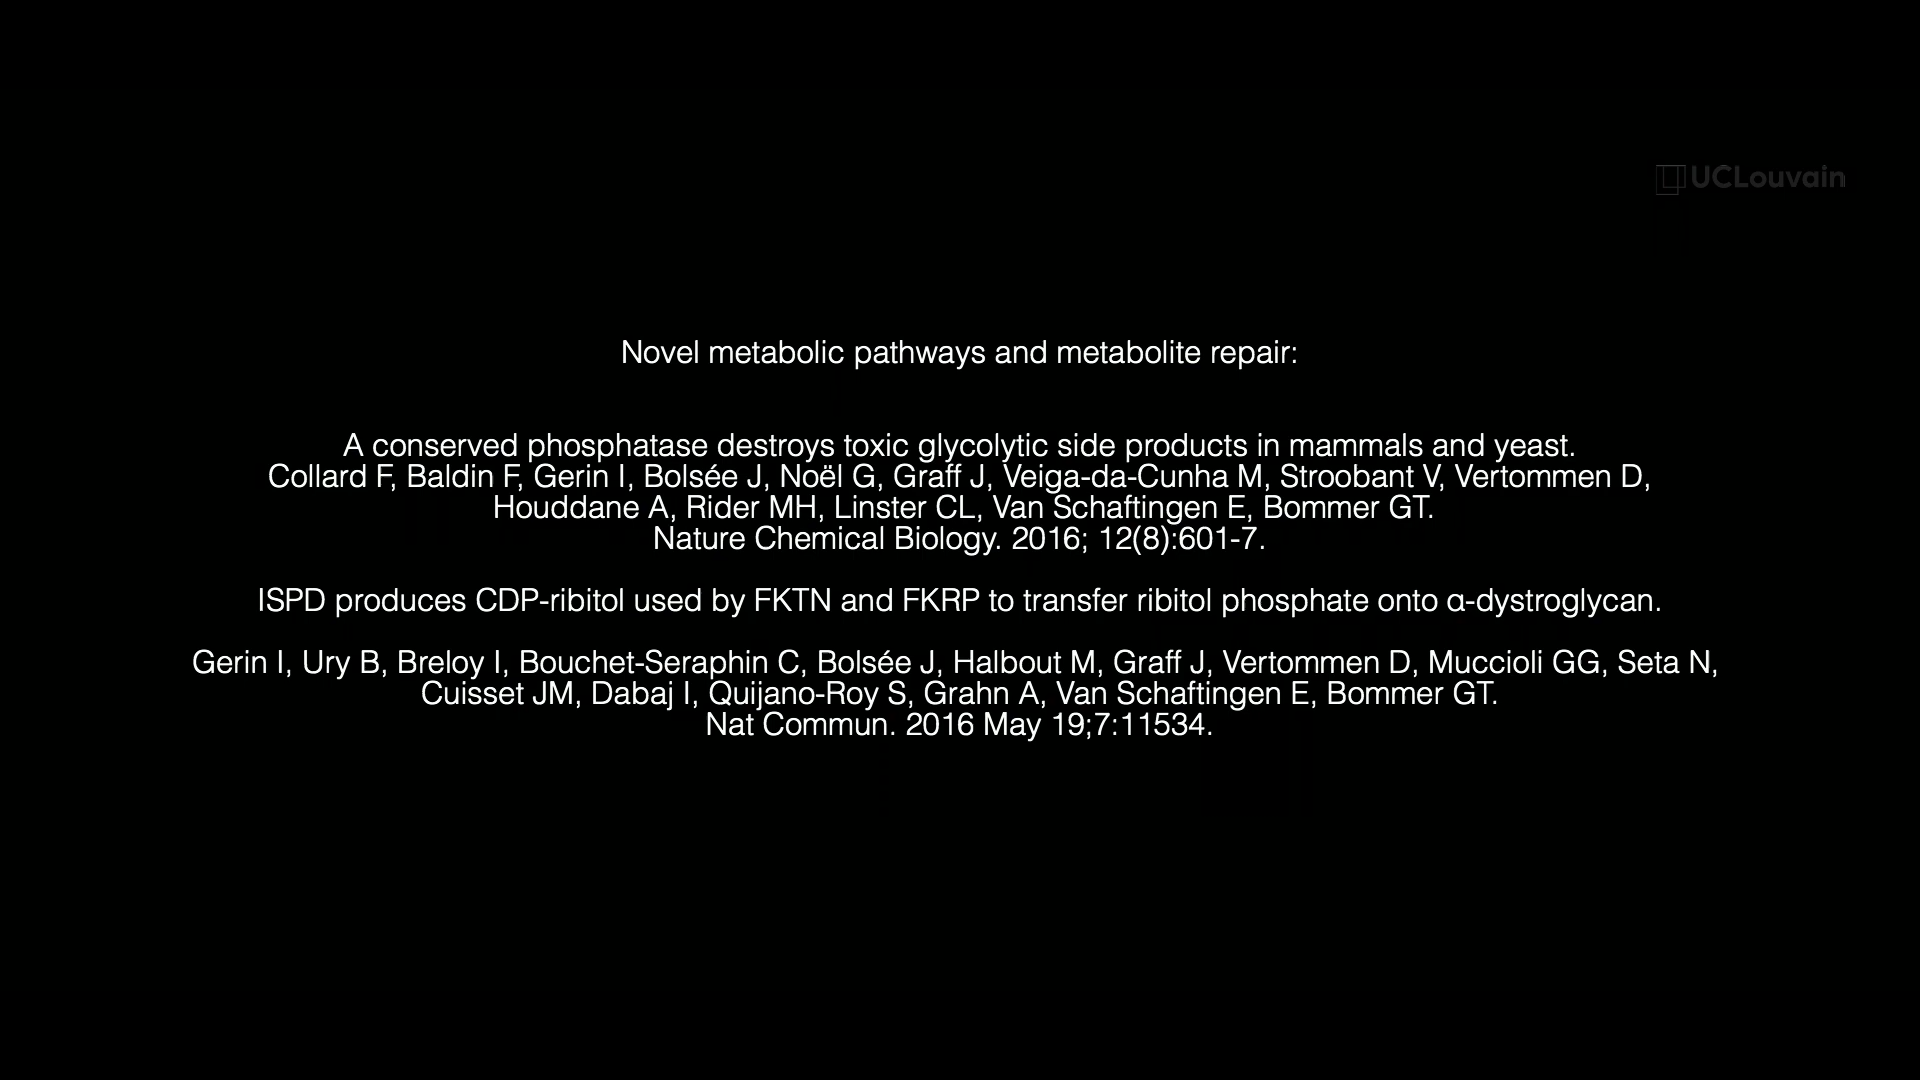 UCLouvain
Novel metabolic pathways and metabolite repair:
A conserved phosphatase destroys toxic glycolytic side products in mammals and yeast.
Collard F, Baldin F, Gerin I, Bolsée J, Noël G, Graff J, Veiga-da-Cunha M, Stroobant V, Vertommen D,
Houddane A, Rider MH, Linster CL, Van Schaftingen E, Bommer GT.
Nature Chemical Biology. 2016; 12(8):601-7.
ISPD produces CDP-ribitol used by FKTN and FKRP to transfer ribitol phosphate onto α-dystroglycan.
Gerin I, Ury B, Breloy I, Bouchet-Seraphin C, Bolsée J, Halbout M, Graff J, Vertommen D, Muccioli GG, Seta N,
Cuisset JM, Dabaj I, Quijano-Roy S, Grahn A, Van Schaftingen E, Bommer GT.
Nat Commun. 2016 May 19;7:11534.